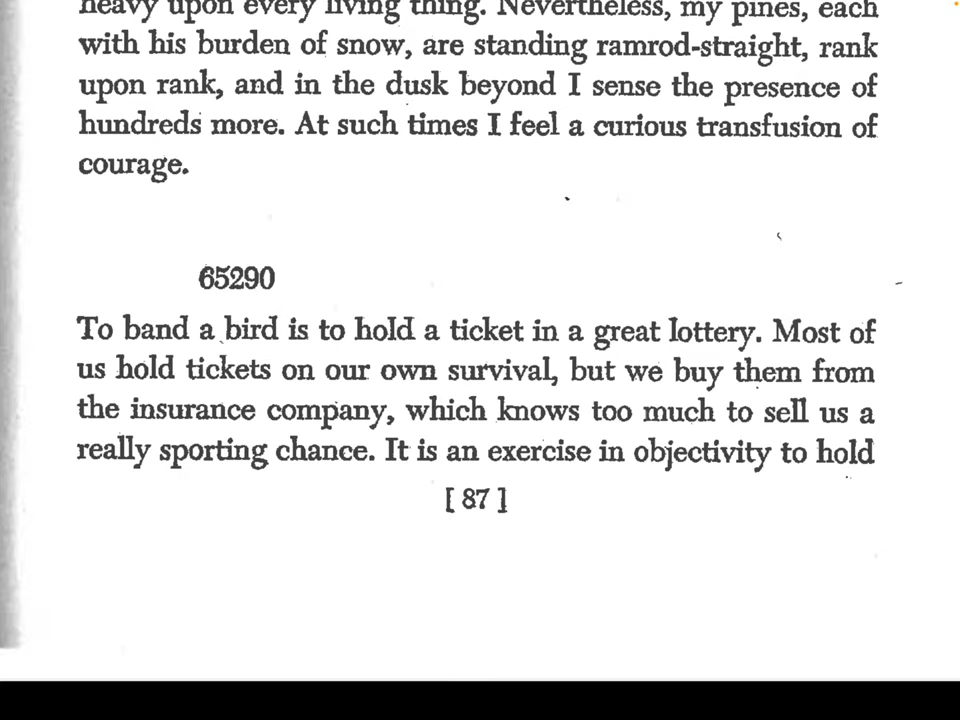 heavy upon every living thing. Nevertheless, my pines, each
with his burden of snow, are standing ramrod-straight, rank
upon rank, and in the dusk beyond I sense the presence of
hundreds more. At such times I feel a curious transfusion of
courage.
65290
To band a bird is to hold a ticket in a great lottery. Most of
us hold tickets on our own survival, but we buy them from
the insurance company, which knows too much to sell us a
really sporting chance. It is an exercise in objectivity to hold
[ 87 ]